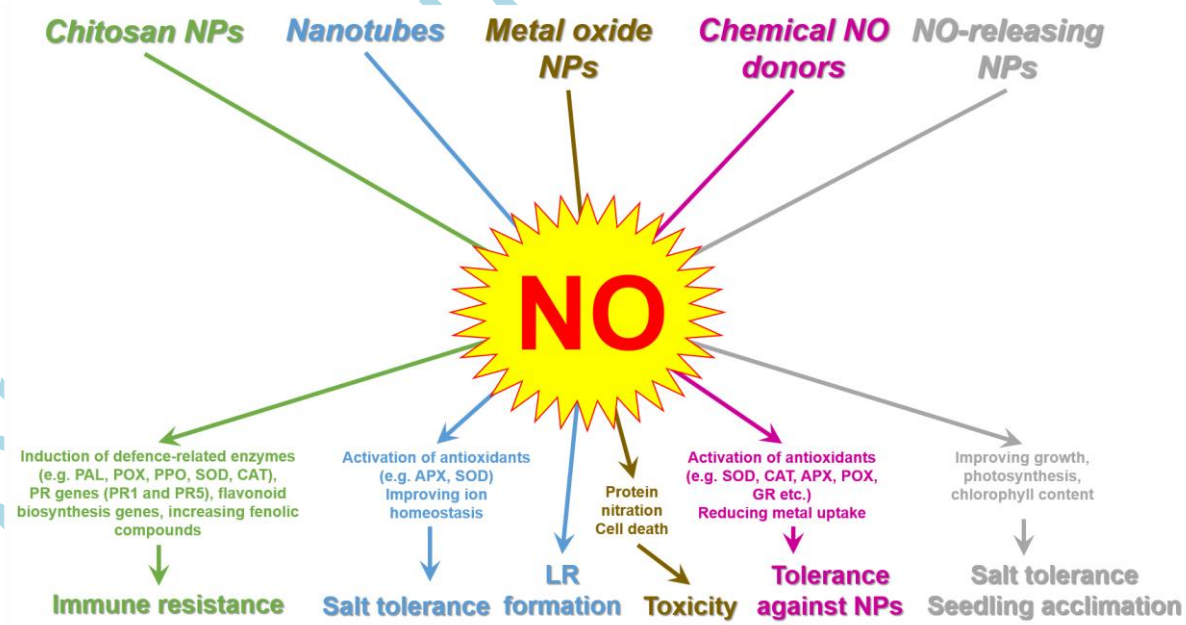 Chitosan NPs
Nanotubes
Metal oxide
NPs
Chemical NO
donors
NO-releasing
NPs
NO
Induction of defence-related enzymes
(e.g. PAL, POX, PPO, SOD, CAT),
PR genes (PR1 and PR5), flavonoid
biosynthesis genes, increasing fenolic
compounds
Immune resistance
Activation of antioxidants
(e.g. APX, SOD)
Improving ion
homeostasis
Salt tolerance
LR
formation
Protein
nitration
Cell death
Toxicity
Activation of antioxidants
(e.g. SOD, CAT, APX, POX,
GR etc.)
Reducing metal uptake
Tolerance
against NPs
Improving growth,
photosynthesis,
chlorophyll content
Salt tolerance
Seedling acclimation